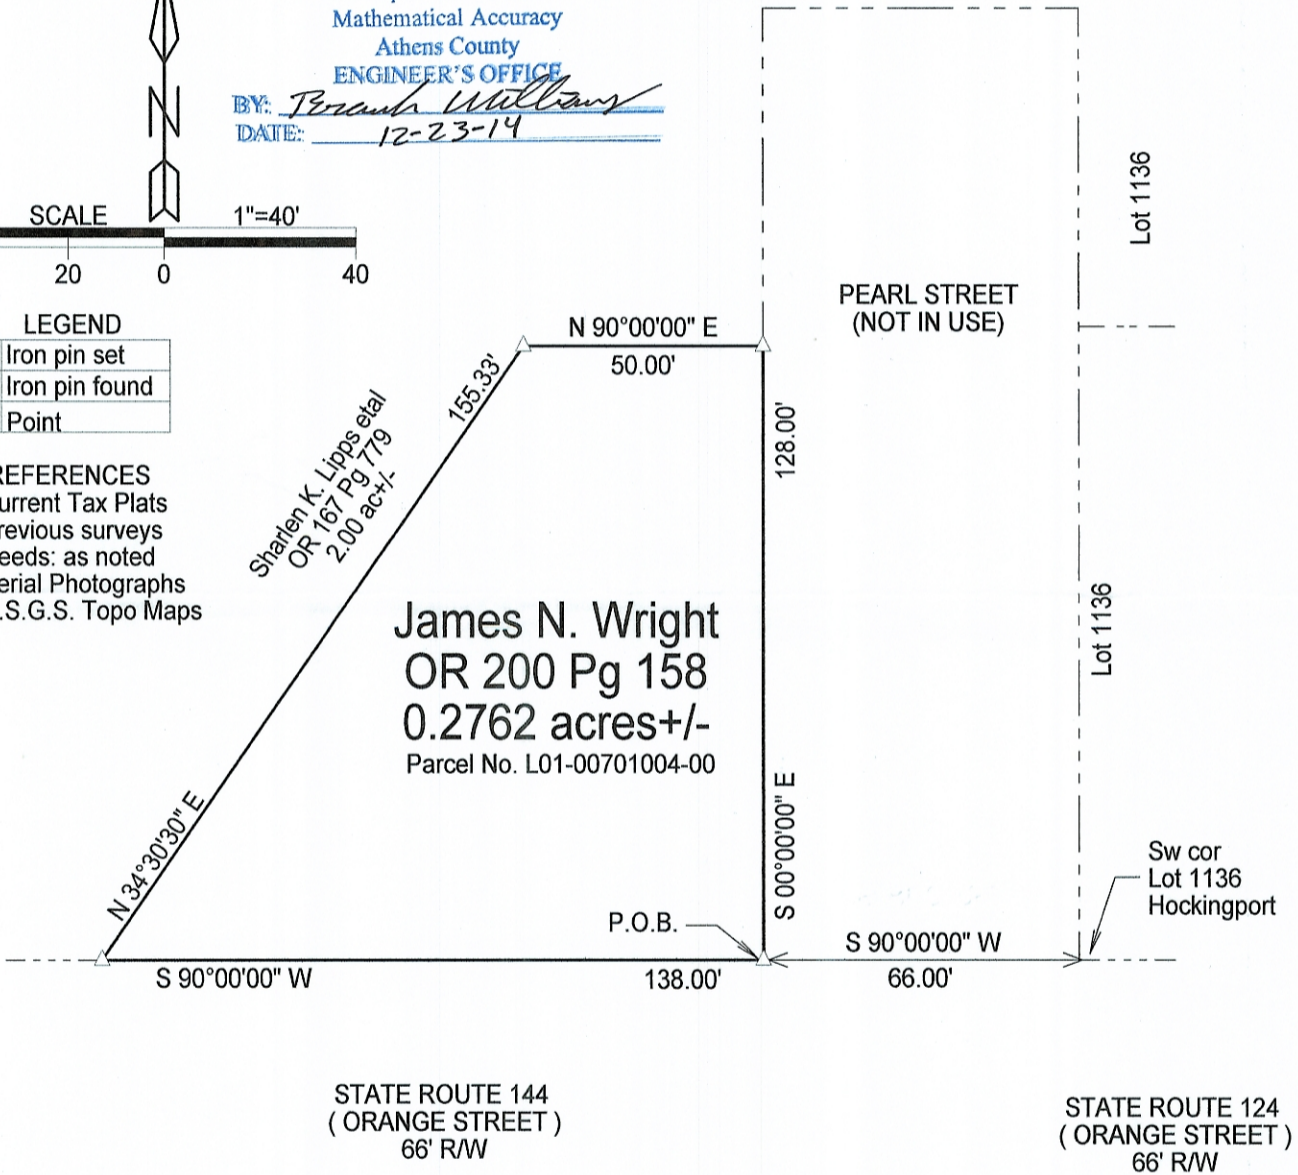 Mathematical Accuracy
Athens County
ENGINEER'S OFFICE
BY:
DATE: 12-23-14
N
SCALE 1"=40'
20 0 40
LEGEND
Iron pin set
Iron pin found
Point
REFERENCES
urrent Tax Plats
revious surveys
eeds: as noted
erial Photographs
.S.G.S. Topo Maps
Lot 1136
PEARL STREET
(NOT IN USE)
N 90°00'00" E
50.00'
155.33'
N 34°30'30" E
Sharlen K. Lipps etal
OR 167 Pg 779
2.00 ac+/-
128.00'
S 00°00'00" E
James N. Wright
OR 200 Pg 158
0.2762 acres+/-
Parcel No. L01-00701004-00
Lot 1136
Sw cor
Lot 1136
Hockingport
P.O.B.
S 90°00'00" W
66.00'
S 90°00'00" W
138.00'
STATE ROUTE 144
( ORANGE STREET )
66' R/W
STATE ROUTE 124
( ORANGE STREET )
66' R/W